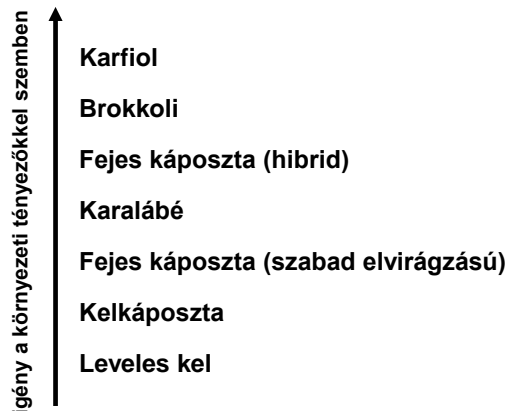 Igény a környezeti tényezőkkel szemben
Karfiol
Brokkoli
Fejes káposzta (hibrid)
Karalábé
Fejes káposzta (szabad elvirágzású)
Kelkáposzta
Leveles kel